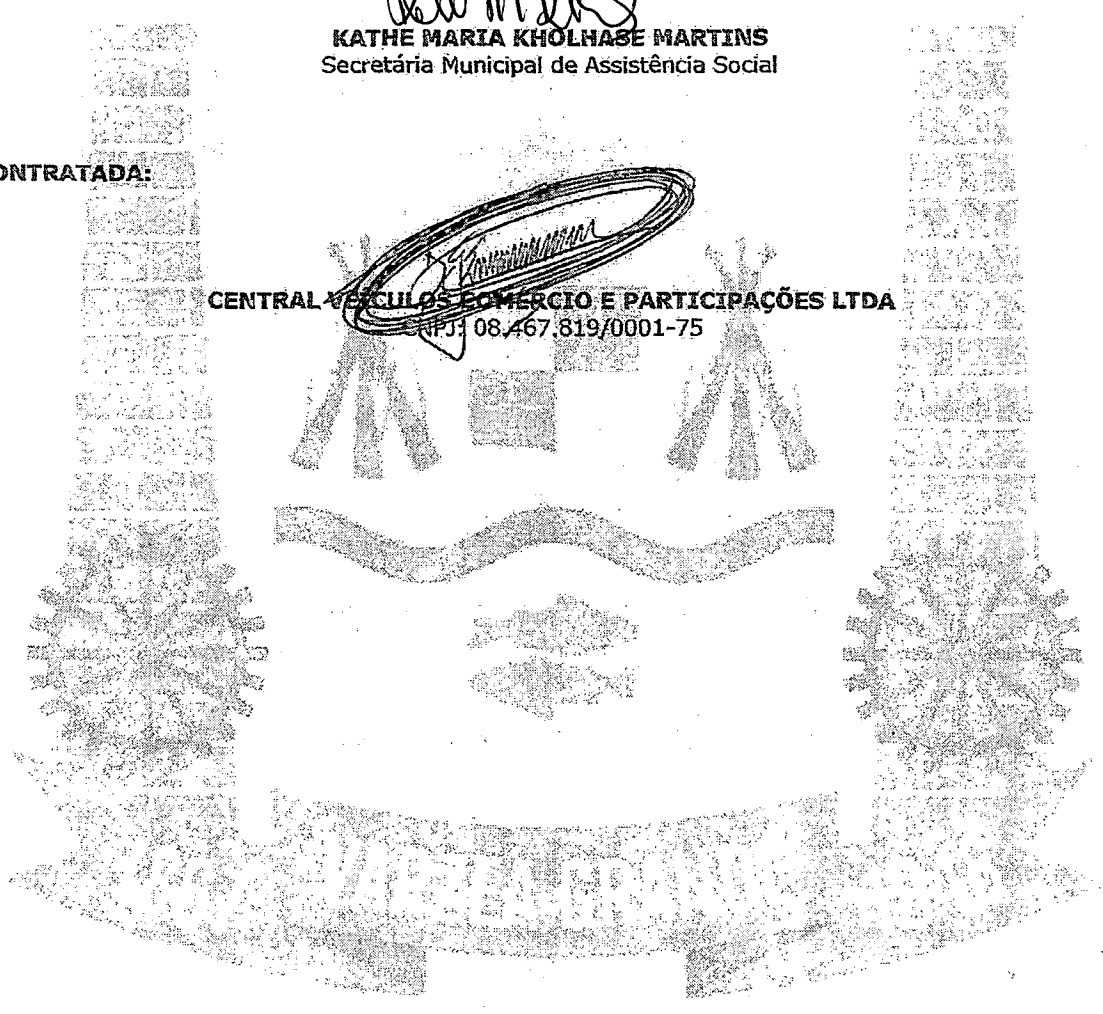 KATHE MARIA KHOLHASE MARTINS
Secretária Municipal de Assistência Social
ONTRATADA:
CENTRAL VEÍCULOS COMÉRCIO E PARTICIPAÇÕES LTDA
CNPJ: 08.467.819/0001-75